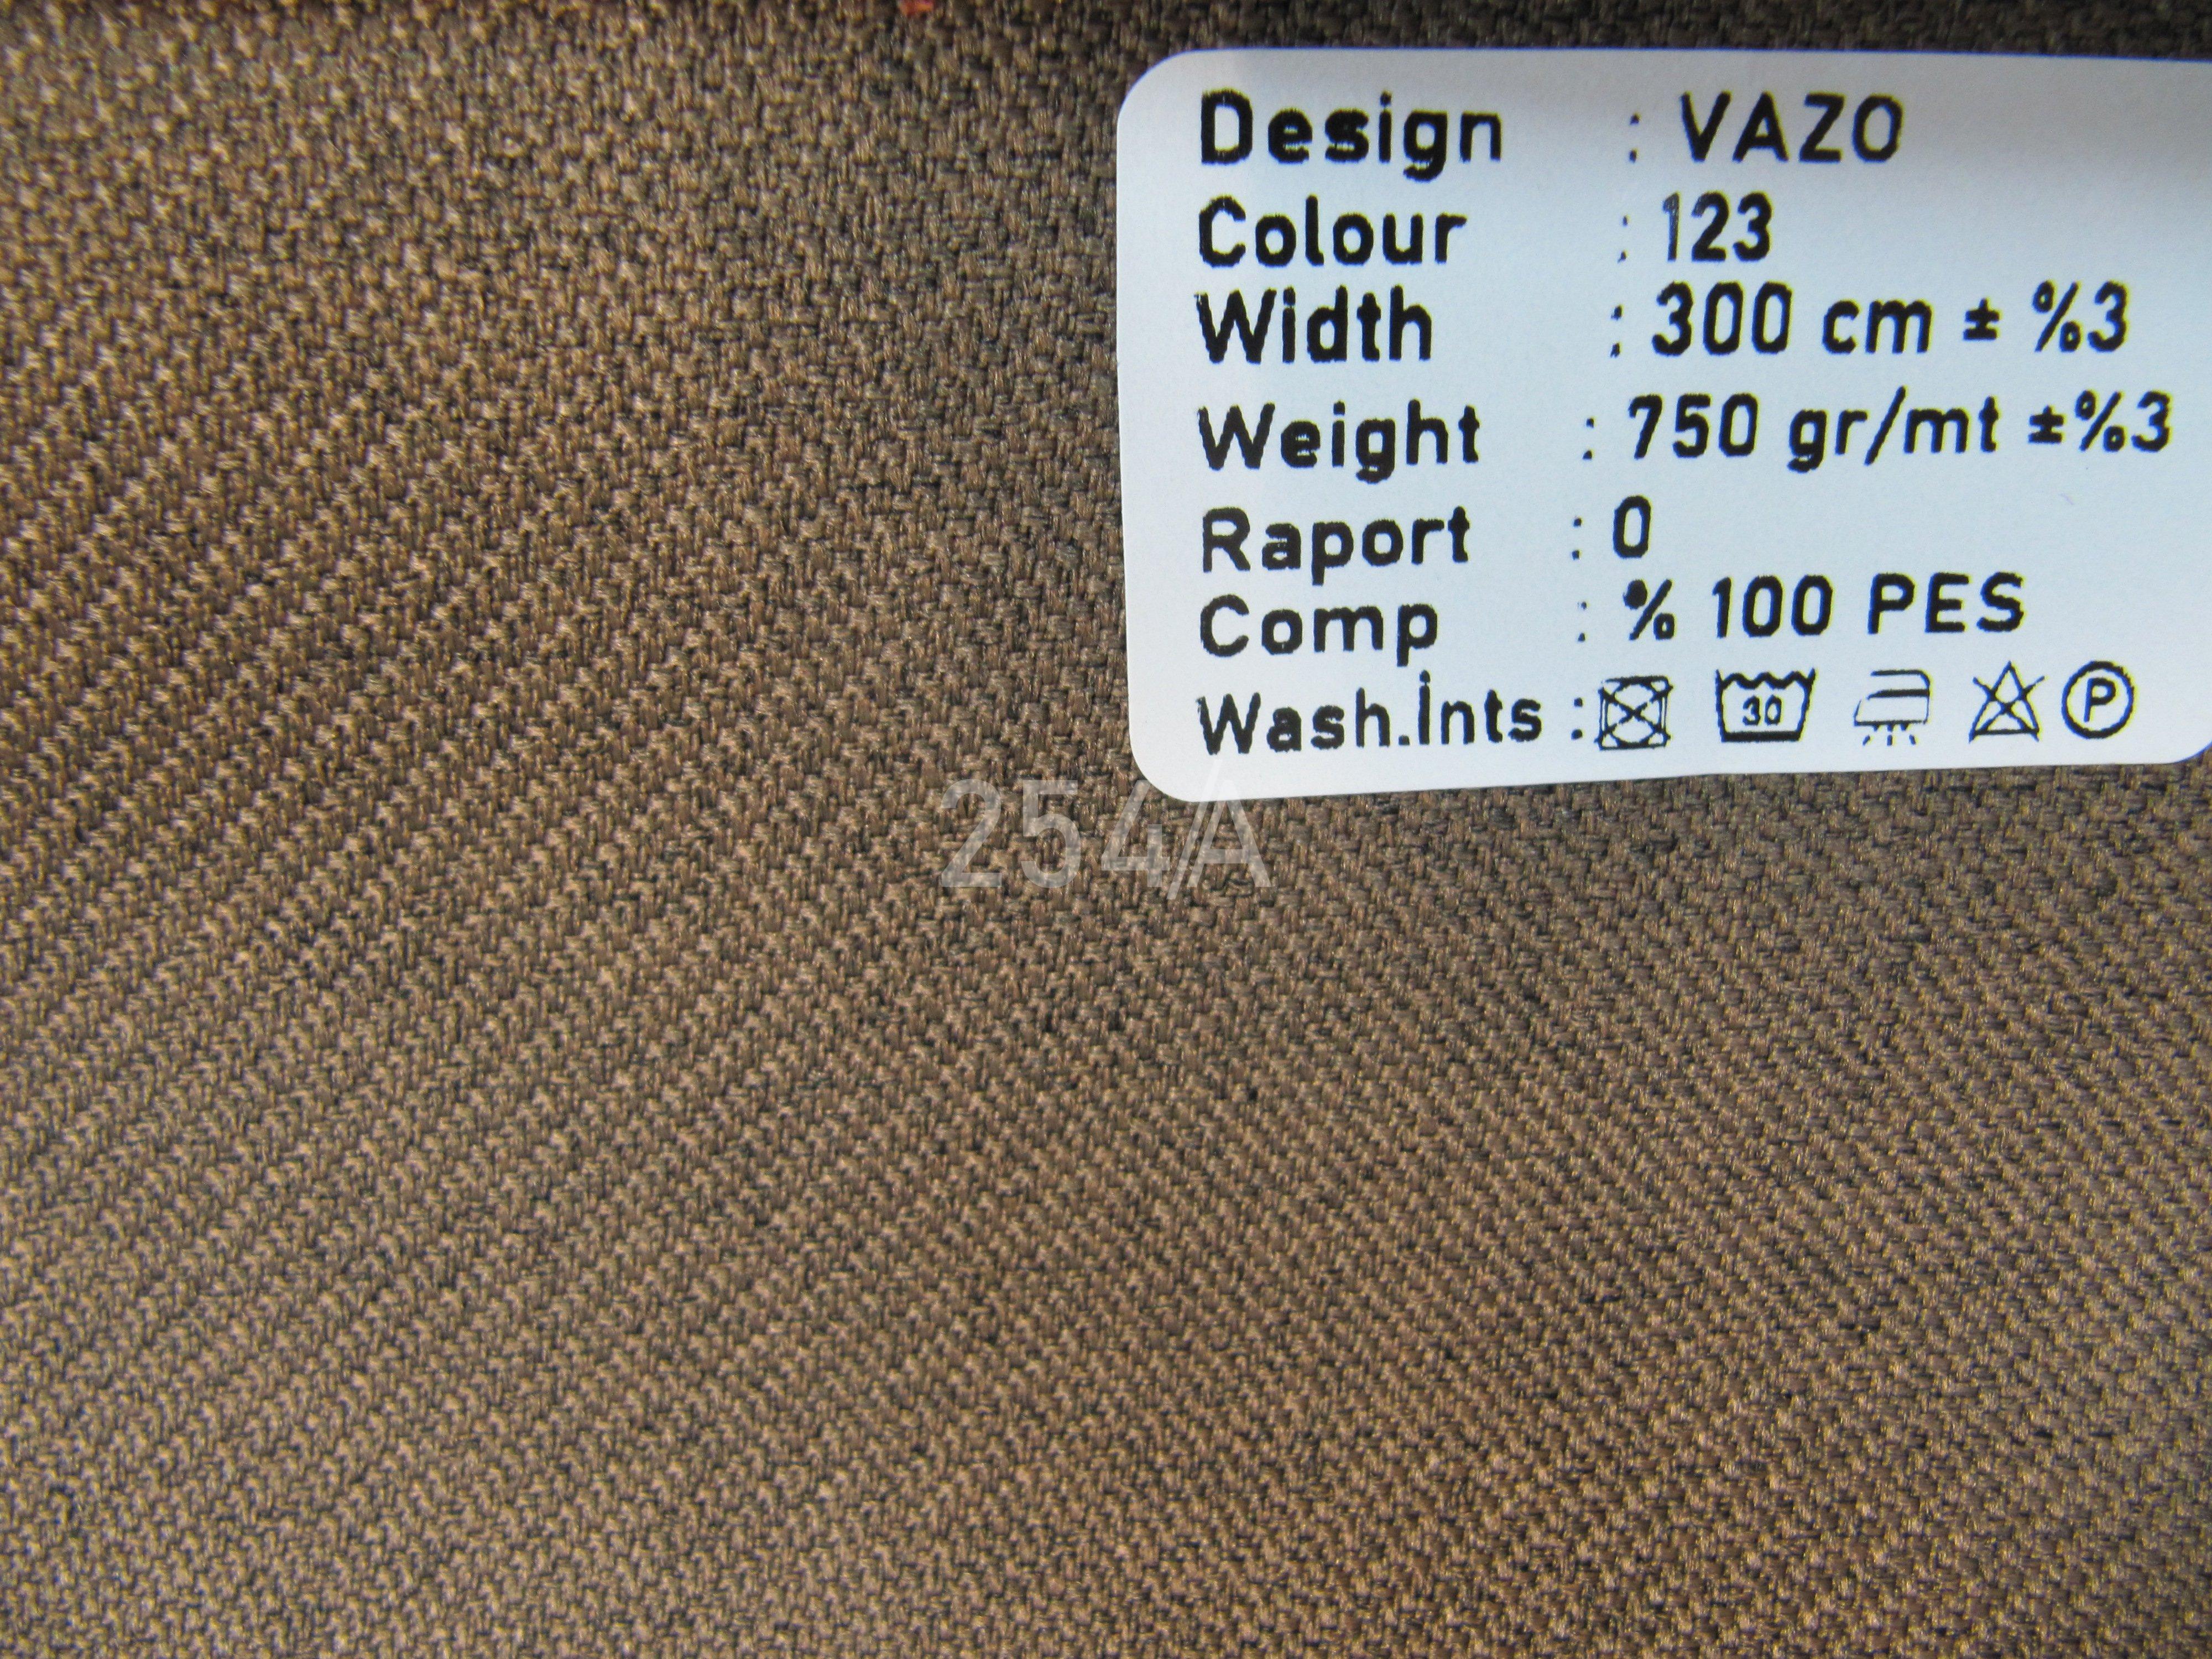 Design : VAZO
Colour : 123
Width : 300 cm ± %3
Weight : 750 gr/mt ±%3
Raport : 0
Comp : % 100 PES
Wash.İnts : 30 P
254/A